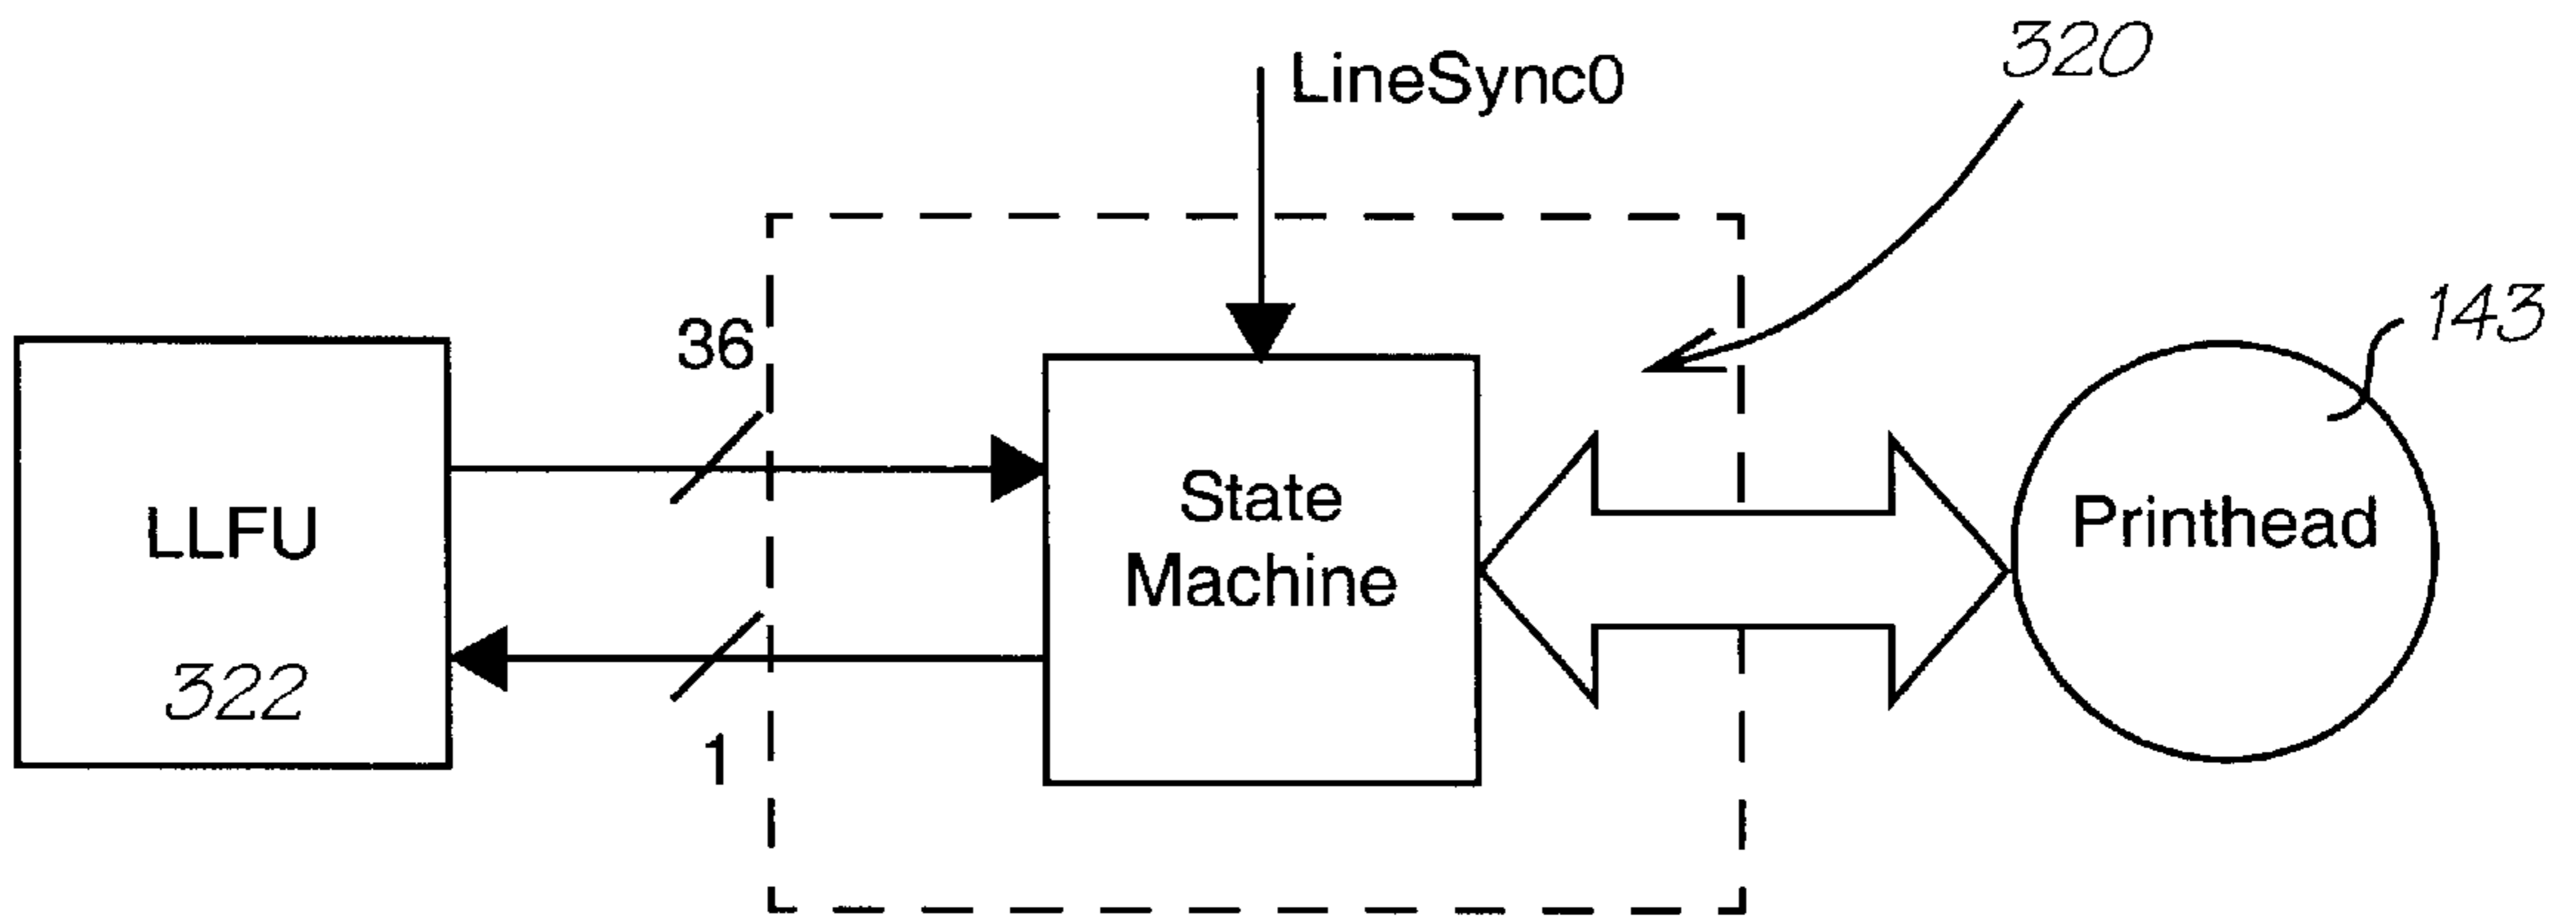 LineSync0
320
36
143
LLFU
322
State
Machine
Printhead
1